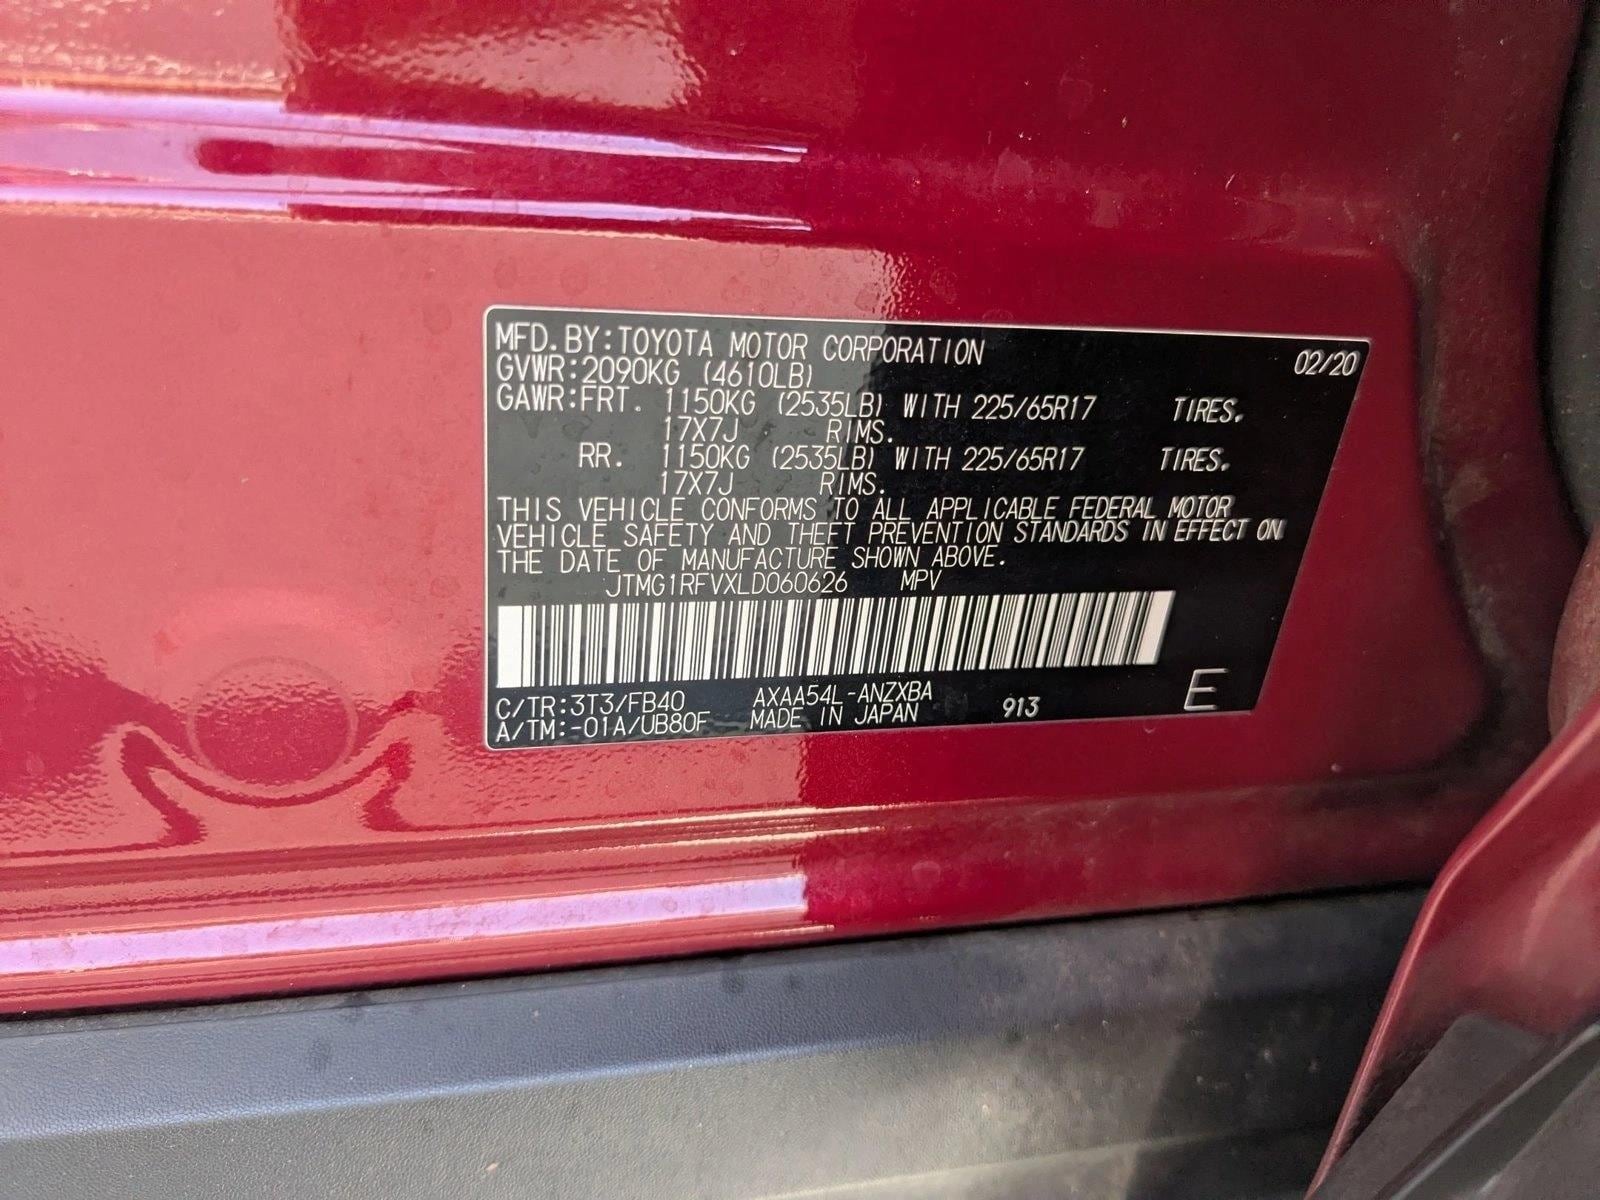 MFD. BY:TOYOTA MOTOR CORPORATION 02/20
GVWR:2090KG (4610LB)
GAWR:FRT. 1150KG (2535LB) WITH 225/65R17 TIRES.
17X7J RIMS.
RR. 1150KG (2535LB) WITH 225/65R17 TIRES.
17X7J RIMS.
THIS VEHICLE CONFORMS TO ALL APPLICABLE FEDERAL MOTOR
VEHICLE SAFETY AND THEFT PREVENTION STANDARDS IN EFFECT ON
THE DATE OF MANUFACTURE SHOWN ABOVE.
JTMG1RFVXLD060626 MPV
C/TR:3T3/FB40 AXAA54L-ANZXBA
A/TM:-01A/UB80F MADE IN JAPAN 913 E